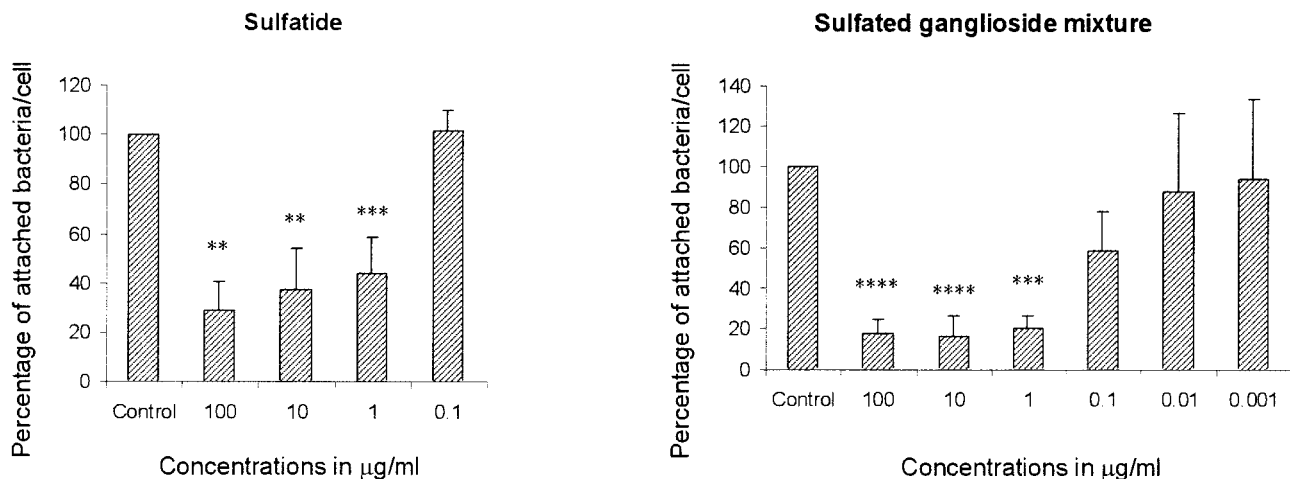 Sulfatide
Percentage of attached bacteria/cell
120
100
80
60
40
20
0
**
**
***
Control 100 10 1 0.1
Concentrations in μg/ml
Sulfated ganglioside mixture
Percentage of attached bacteria/cell
140
120
100
80
60
40
20
0
****
****
***
Control 100 10 1 0.1 0.01 0.001
Concentrations in μg/ml